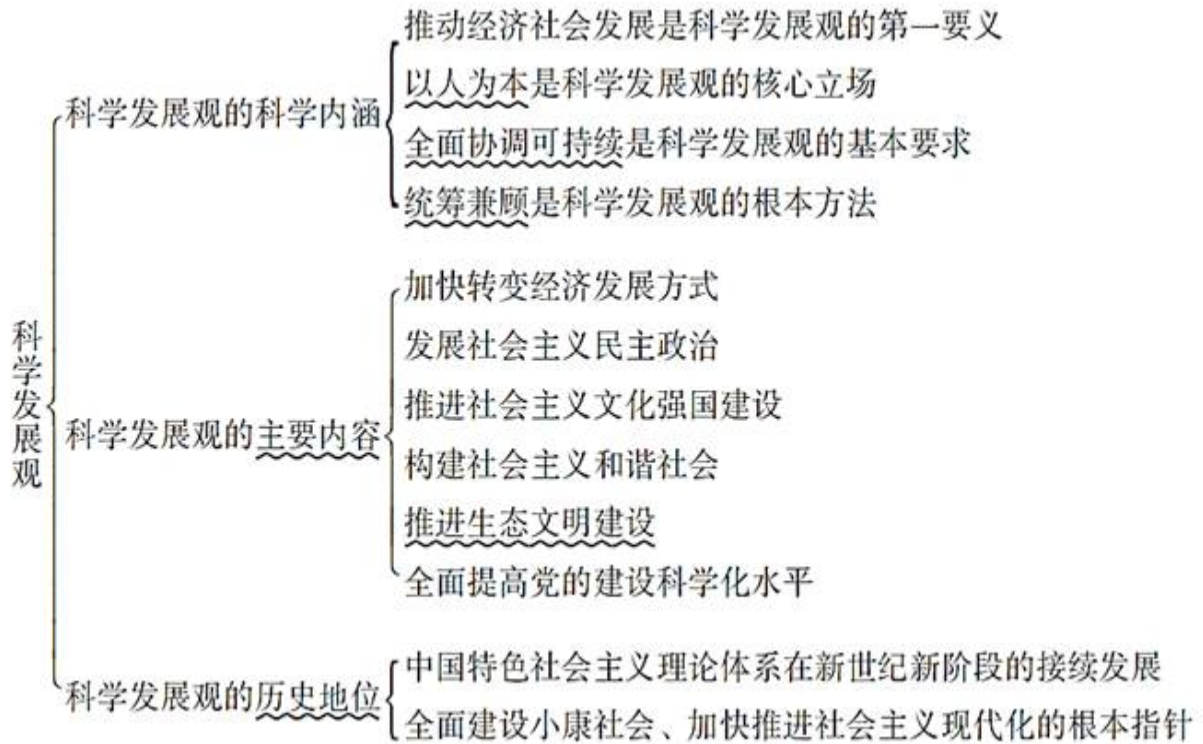 科学发展观
科学发展观的科学内涵
推动经济社会发展是科学发展观的第一要义
以人为本是科学发展观的核心立场
全面协调可持续是科学发展观的基本要求
统筹兼顾是科学发展观的根本方法
科学发展观的主要内容
加快转变经济发展方式
发展社会主义民主政治
推进社会主义文化强国建设
构建社会主义和谐社会
推进生态文明建设
全面提高党的建设科学化水平
科学发展观的历史地位
中国特色社会主义理论体系在新世纪新阶段的接续发展
全面建设小康社会、加快推进社会主义现代化的根本指针